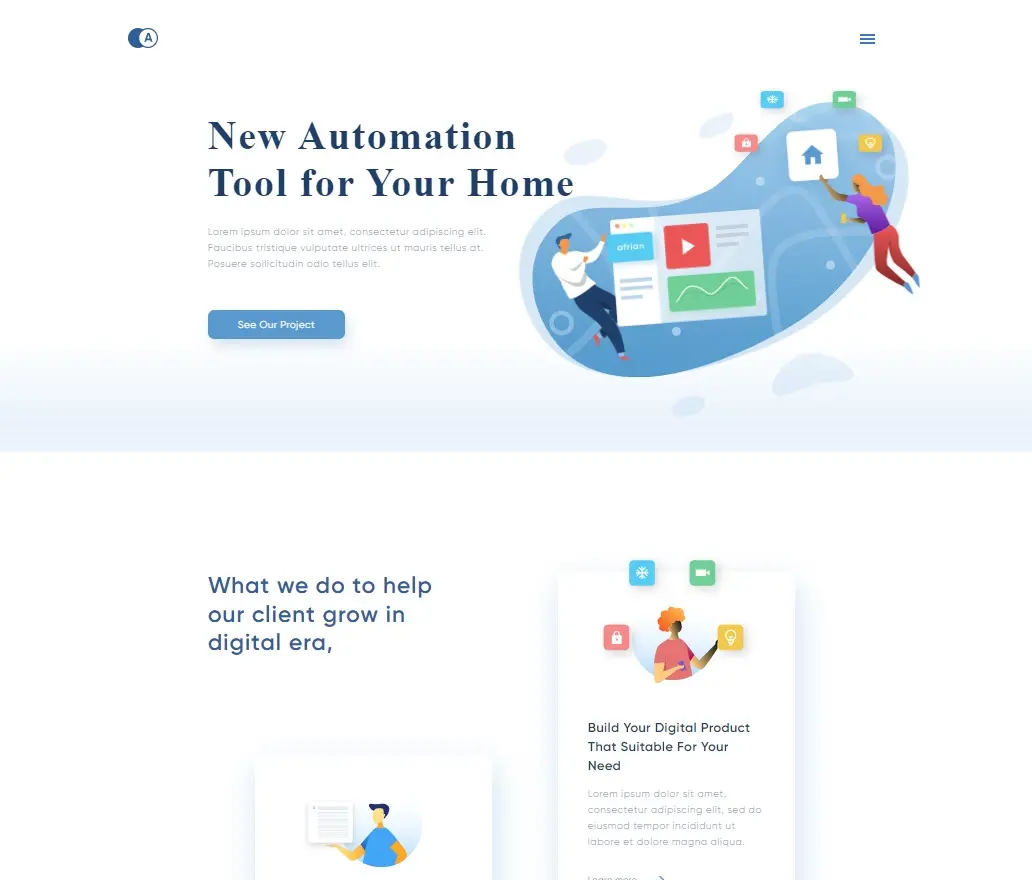 A
New Automation
Tool for Your Home
Lorem ipsum dolor sit amet, consectetur adipiscing elit.
Faucibus tristique vulputate ultrices ut mauris tellus at.
Posuere sollicitudin odio tellus elit.
See Our Project
afrian
What we do to help
our client grow in
digital era,
Build Your Digital Product
That Suitable For Your
Need
Lorem ipsum dolor sit amet,
consectetur adipiscing elit, sed do
eiusmod tempor incididunt ut
labore et dolore magna aliqua.
Learn more